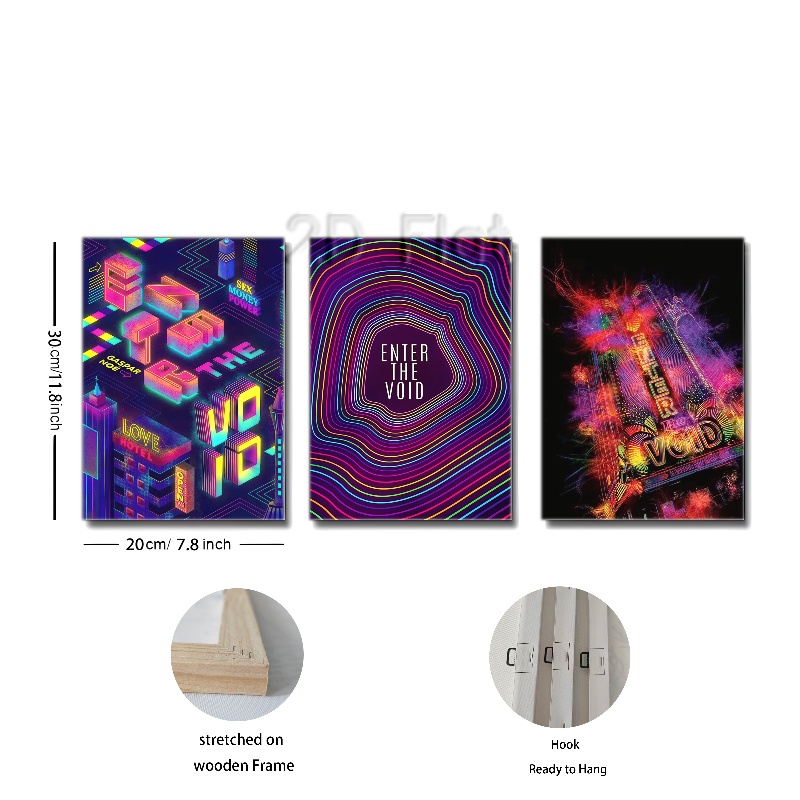 2D Flat
SEX
MONEY
POWER
ENTER
THE
VOID
GASPAR
NOE
LOVE
HOTEL
ENTER
THE
VOID
ENTER
THE
VOID
30cm/11.8inch
20cm/ 7.8 inch
stretched on
wooden Frame
Hook
Ready to Hang